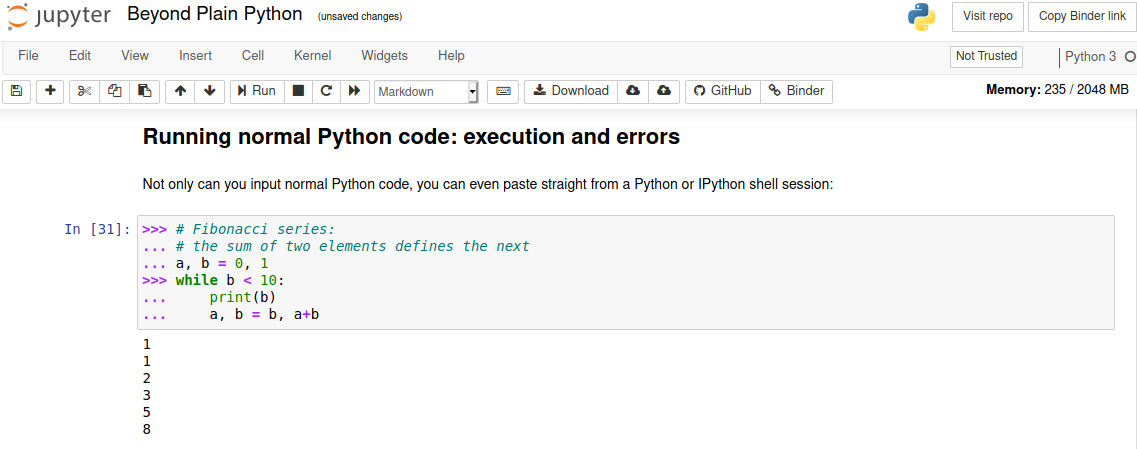 jupyter Beyond Plain Python (unsaved changes) Visit repo Copy Binder link
File Edit View Insert Cell Kernel Widgets Help Not Trusted Python 3
Run Markdown Download GitHub Binder Memory: 235 / 2048 MB
Running normal Python code: execution and errors
Not only can you input normal Python code, you can even paste straight from a Python or IPython shell session:
In [31]: >>> # Fibonacci series:
... # the sum of two elements defines the next
... a, b = 0, 1
>>> while b < 10:
...     print(b)
...     a, b = b, a+b
1
1
2
3
5
8